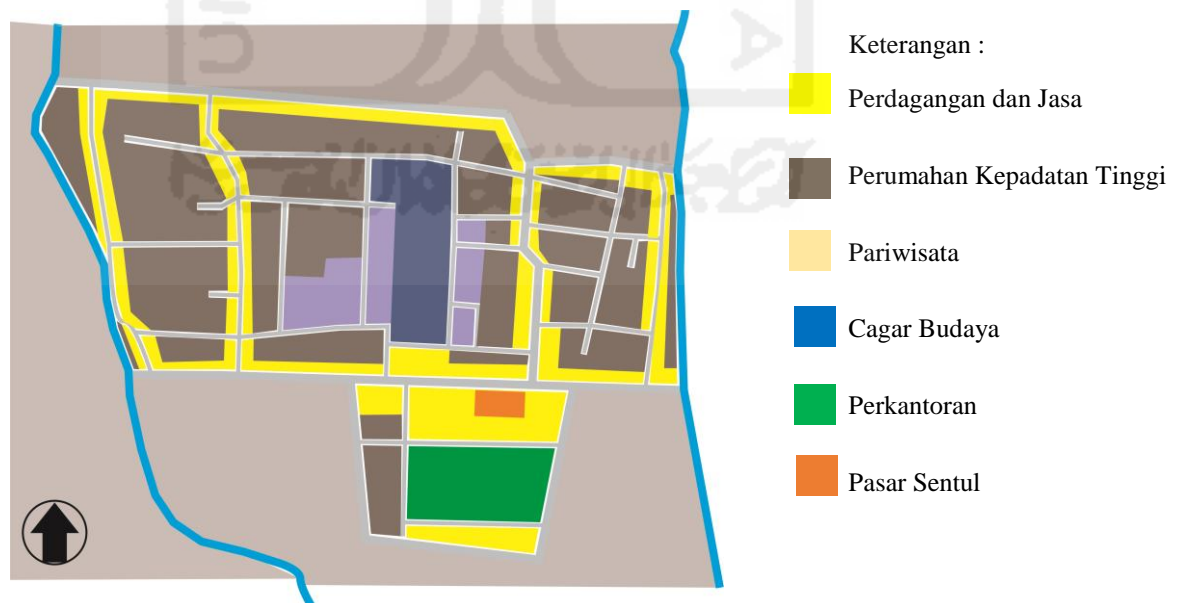 Keterangan :
Perdagangan dan Jasa
Perumahan Kepadatan Tinggi
Pariwisata
Cagar Budaya
Perkantoran
Pasar Sentul